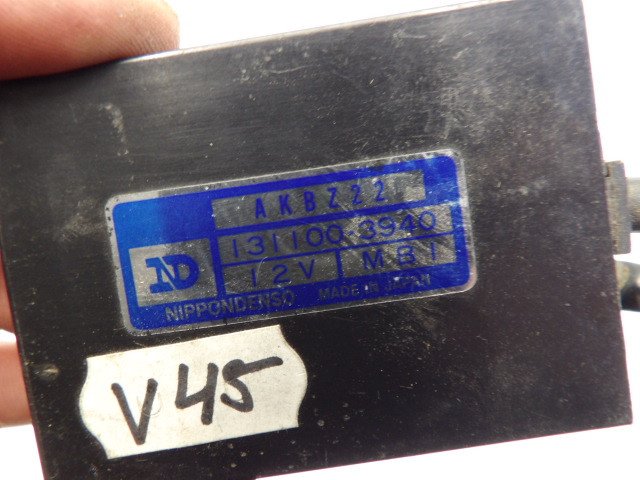 AKBZ22
131100-3940
ND
12V MB1
NIPPONDENSO MADE IN JAPAN
V45